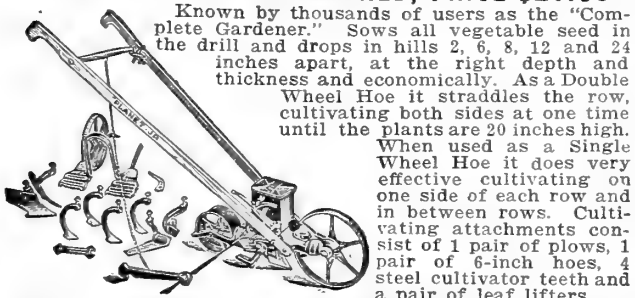 Known by thousands of users as the "Com-
plete Gardener." Sows all vegetable seed in
the drill and drops in hills 2, 6, 8, 12 and 24
inches apart, at the right depth and
thickness and economically. As a Double
Wheel Hoe it straddles the row,
cultivating both sides at one time
until the plants are 20 inches high.
When used as a Single
Wheel Hoe it does very
effective cultivating on
one side of each row and
in between rows. Culti-
vating attachments con-
sist of 1 pair of plows, 1
pair of 6-inch hoes, 4
steel cultivator teeth and
a pair of leaf lifters
PLANET JR.